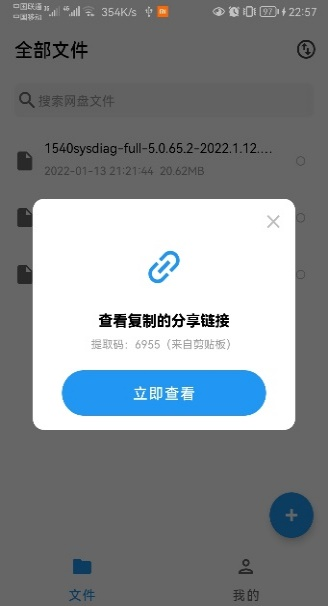 中国联通
中国移动
354K/s
97
22:57
全部文件
搜索网盘文件
1540sysdiag-full-5.0.65.2-2022.1.12....
2022-01-13 21:21:44 20.62MB
查看复制的分享链接
提取码：6955（来自剪贴板）
立即查看
文件
我的